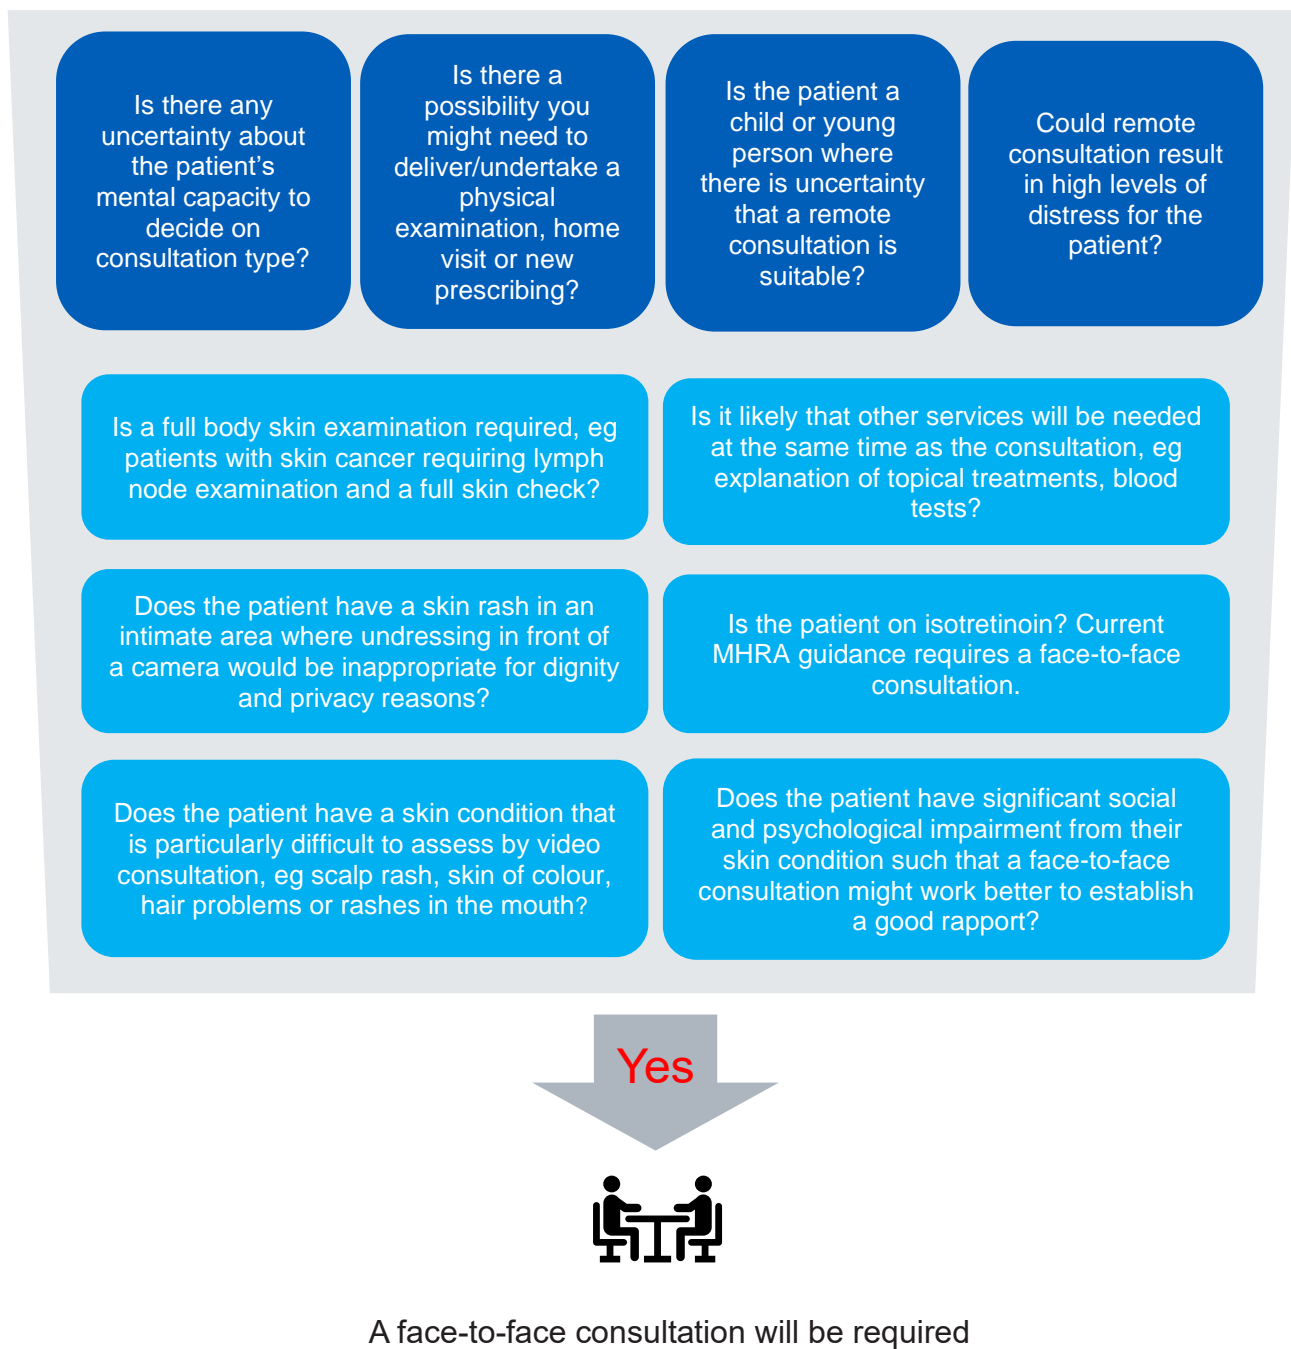 Is there any
uncertainty about
the patient’s
mental capacity to
decide on
consultation type?
Is there a
possibility you
might need to
deliver/undertake a
physical
examination, home
visit or new
prescribing?
Is the patient a
child or young
person where
there is uncertainty
that a remote
consultation is
suitable?
Could remote
consultation result
in high levels of
distress for the
patient?
Is a full body skin examination required, eg
patients with skin cancer requiring lymph
node examination and a full skin check?
Is it likely that other services will be needed
at the same time as the consultation, eg
explanation of topical treatments, blood
tests?
Does the patient have a skin rash in an
intimate area where undressing in front of
a camera would be inappropriate for dignity
and privacy reasons?
Is the patient on isotretinoin? Current
MHRA guidance requires a face-to-face
consultation.
Does the patient have a skin condition that
is particularly difficult to assess by video
consultation, eg scalp rash, skin of colour,
hair problems or rashes in the mouth?
Does the patient have significant social
and psychological impairment from their
skin condition such that a face-to-face
consultation might work better to establish
a good rapport?
Yes
A face-to-face consultation will be required